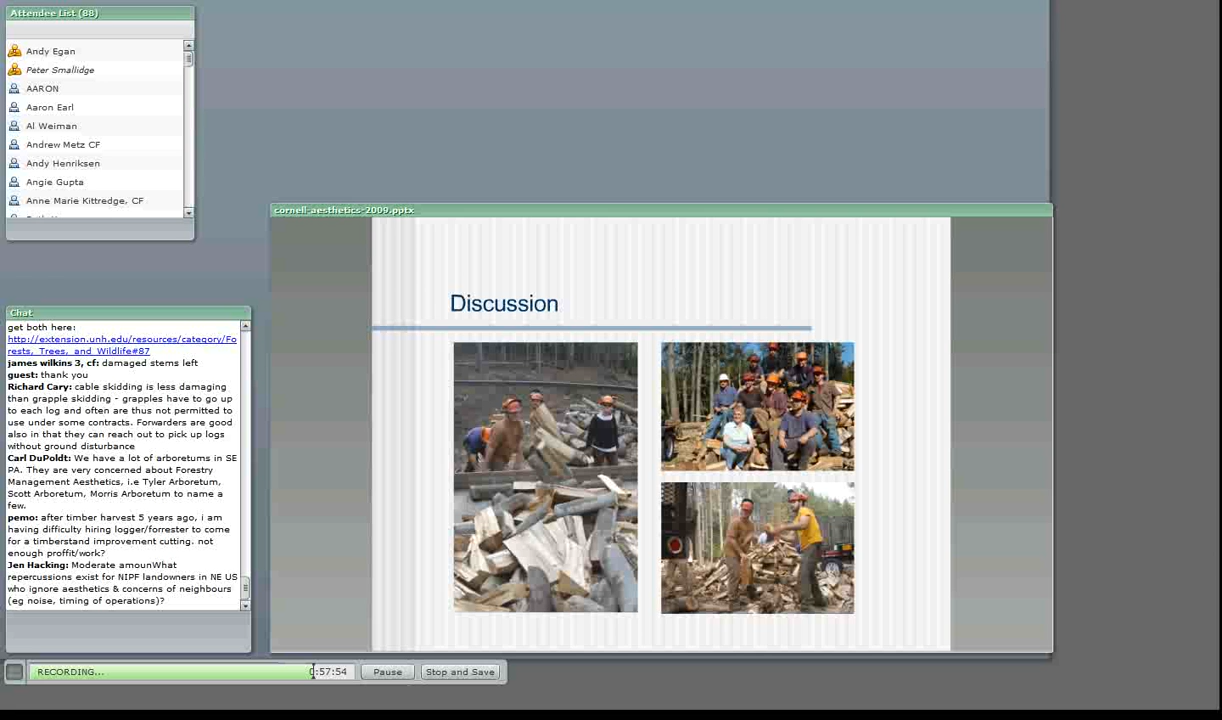 Attendee List (88)
Andy Egan
Peter Smallidge
AARON
Aaron Earl
Al Weiman
Andrew Metz CF
Andy Henriksen
Angie Gupta
Anne Marie Kittredge, CF
cornell-aesthetics-2009.pptx
Discussion
Chat
get both here:
http://extension.unh.edu/resources/category/Fo
rests,_Trees,_and_Wildlife#87
james wilkins 3, cf: damaged stems left
guest: thank you
Richard Cary: cable skidding is less damaging
than grapple skidding - grapples have to go up
to each log and often are thus not permitted to
use under some contracts. Forwarders are good
also in that they can reach out to pick up logs
without ground disturbance
Carl DuPoldt: We have a lot of arboretums in SE
PA. They are very concerned about Forestry
Management Aesthetics, i.e Tyler Arboretum,
Scott Arboretum, Morris Arboretum to name a
few.
pemo: after timber harvest 5 years ago, i am
having difficulty hiring logger/forrester to come
for a timberstand improvement cutting. not
enough proffit/work?
Jen Hacking: Moderate amounWhat
repercussions exist for NIPF landowners in NE US
who ignore aesthetics & concerns of neighbours
(eg noise, timing of operations)?
RECORDING...
0:57:54
Pause
Stop and Save